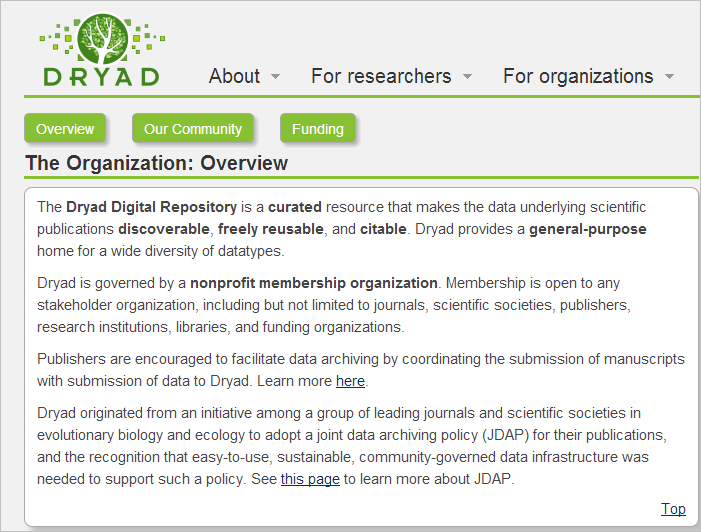 DRYAD
About For researchers For organizations
Overview Our Community Funding
The Organization: Overview
The Dryad Digital Repository is a curated resource that makes the data underlying scientific
publications discoverable, freely reusable, and citable. Dryad provides a general-purpose
home for a wide diversity of datatypes.
Dryad is governed by a nonprofit membership organization. Membership is open to any
stakeholder organization, including but not limited to journals, scientific societies, publishers,
research institutions, libraries, and funding organizations.
Publishers are encouraged to facilitate data archiving by coordinating the submission of manuscripts
with submission of data to Dryad. Learn more here.
Dryad originated from an initiative among a group of leading journals and scientific societies in
evolutionary biology and ecology to adopt a joint data archiving policy (JDAP) for their publications,
and the recognition that easy-to-use, sustainable, community-governed data infrastructure was
needed to support such a policy. See this page to learn more about JDAP.
Top